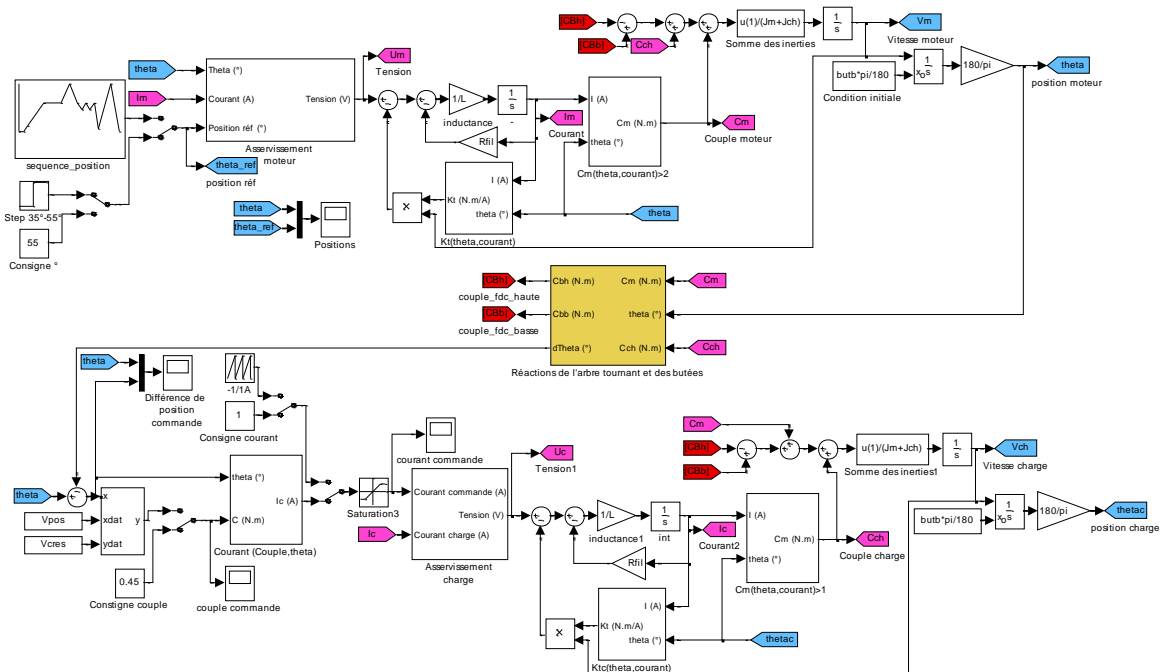 [CBh]
[CBb]
Cch
u(1)/(Jm+Jch)
Somme des inerties
1
s
Vm
Vitesse moteur
butb*pi/180
Condition initiale
xo
1
s
180/pi
theta
position moteur
theta
Im
Theta (°)
Courant (A)
Position réf (°)
Tension (V)
Asservissement
moteur
Um
Tension
1/L
inductance
1
s
-
Rfil
Im
Courant
I (A)
theta (°)
Cm (N.m)
Cm(theta,courant)>2
Cm
Couple moteur
sequence_position
theta_ref
position réf
Step 35°-55°
55
Consigne °
theta
theta_ref
Positions
x
I (A)
Kt (N.m/A)
theta (°)
Kt(theta,courant)
theta
[CBh]
couple_fdc_haute
[CBb]
couple_fdc_basse
Cbh (N.m)
Cbb (N.m)
dTheta (°)
Cm (N.m)
theta (°)
Cch (N.m)
Cm
Cch
Réactions de l'arbre tournant et des butées
theta
Différence de
position
commande
-1/1A
1
Consigne courant
courant commande
theta
Vpos
Vcres
x
xdat
ydat
y
0.45
Constigne couple
couple commande
theta (°)
C (N.m)
Ic (A)
Courant (Couple,theta)
Saturation3
Ic
Courant commande (A)
Tension (V)
Courant charge (A)
Asservissement
charge
Uc
Tension1
1/L
inductance1
1
s
int
Rfil
Ic
Courant2
I (A)
Cm (N.m)
theta (°)
Cm(theta,courant)>1
Cch
Couple charge
x
I (A)
Kt (N.m/A)
theta (°)
Ktc(theta,courant)
thetac
Cm
[CBh]
[CBb]
u(1)/(Jm+Jch)
Somme des inerties1
1
s
Vch
Vitesse charge
butb*pi/180
xo
1
s
180/pi
thetac
position charge